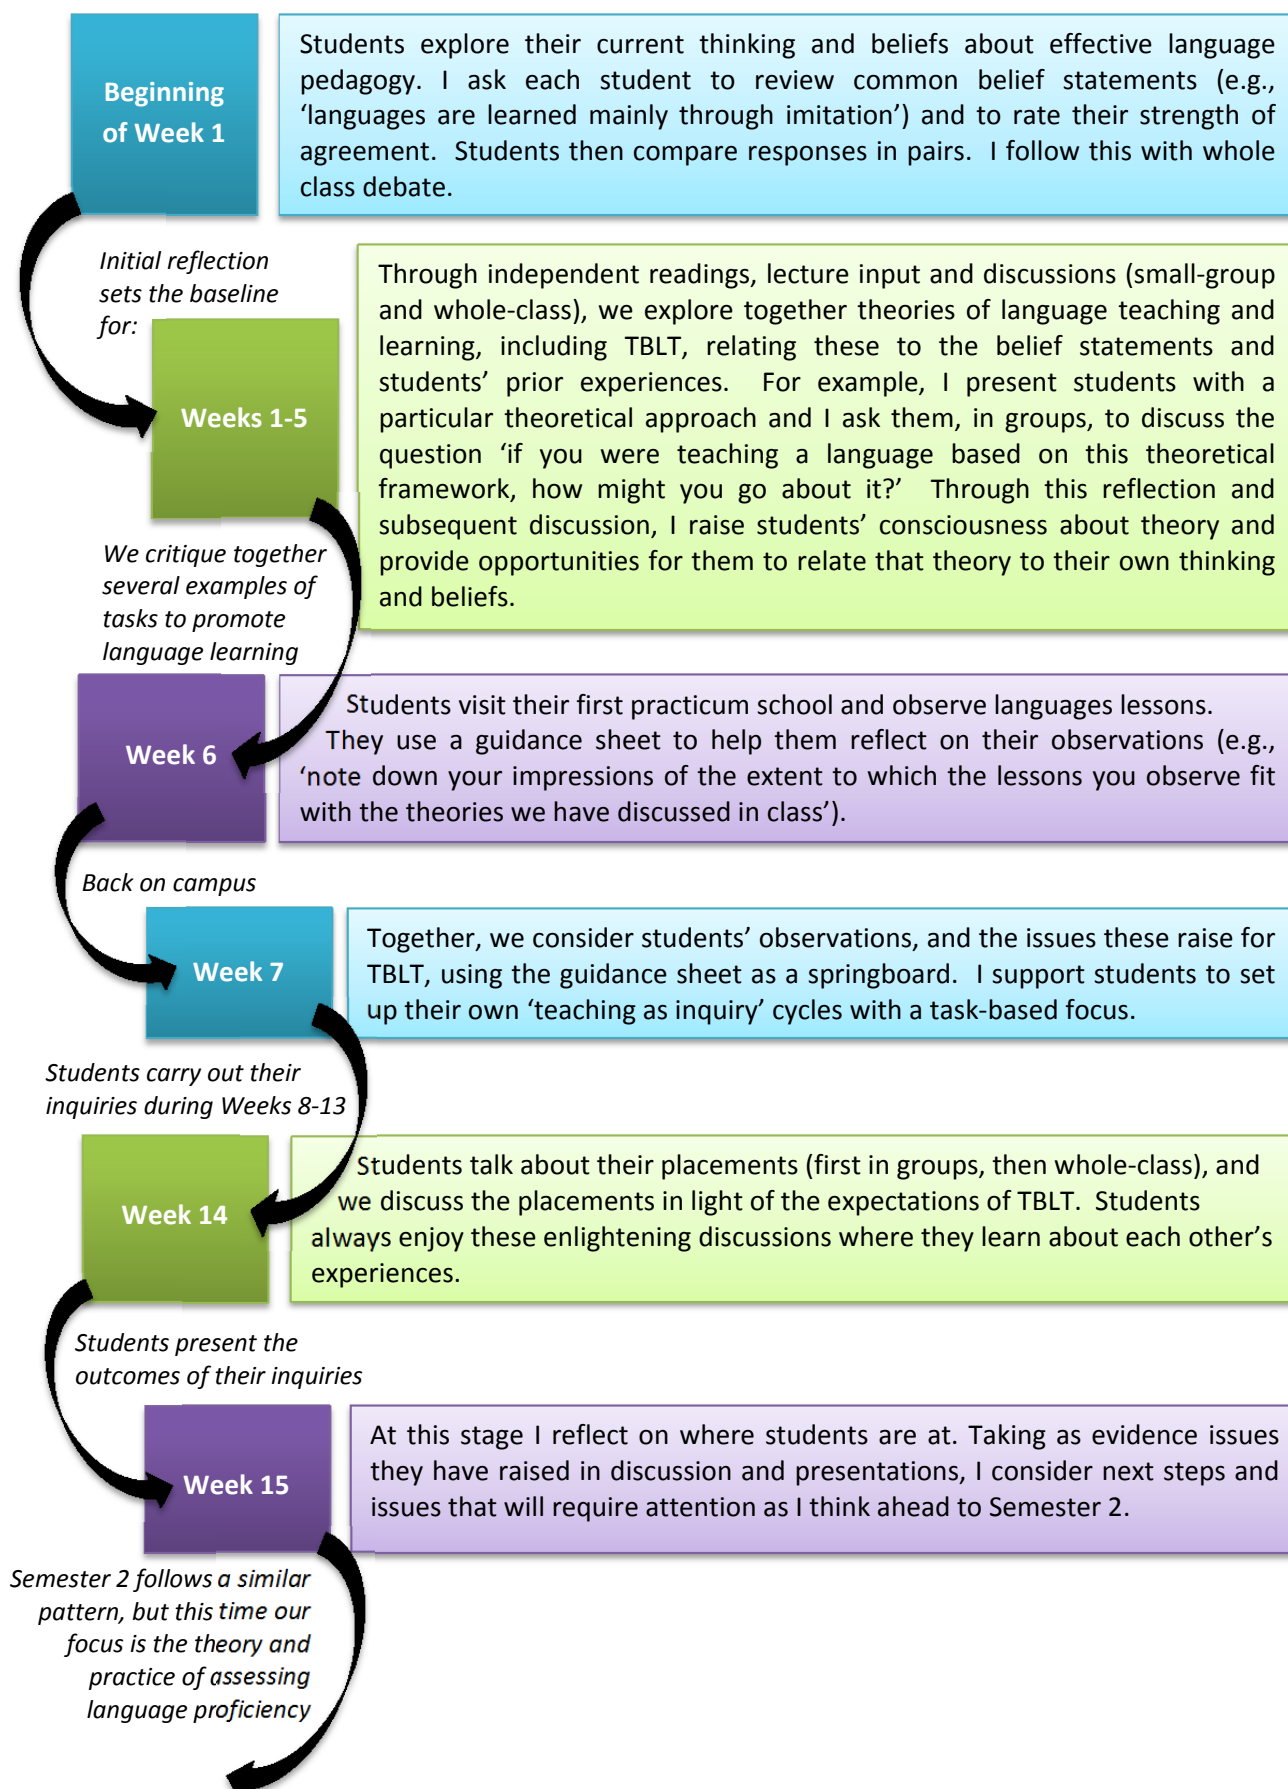 Beginning
of Week 1
Students explore their current thinking and beliefs about effective language
pedagogy. I ask each student to review common belief statements (e.g.,
‘languages are learned mainly through imitation’) and to rate their strength of
agreement. Students then compare responses in pairs. I follow this with whole
class debate.
Initial reflection
sets the baseline
for:
Weeks 1-5
Through independent readings, lecture input and discussions (small-group
and whole-class), we explore together theories of language teaching and
learning, including TBLT, relating these to the belief statements and
students’ prior experiences. For example, I present students with a
particular theoretical approach and I ask them, in groups, to discuss the
question ‘if you were teaching a language based on this theoretical
framework, how might you go about it?’ Through this reflection and
subsequent discussion, I raise students’ consciousness about theory and
provide opportunities for them to relate that theory to their own thinking
and beliefs.
We critique together
several examples of
tasks to promote
language learning
Week 6
Students visit their first practicum school and observe languages lessons.
They use a guidance sheet to help them reflect on their observations (e.g.,
‘note down your impressions of the extent to which the lessons you observe fit
with the theories we have discussed in class’).
Back on campus
Week 7
Together, we consider students’ observations, and the issues these raise for
TBLT, using the guidance sheet as a springboard. I support students to set
up their own ‘teaching as inquiry’ cycles with a task-based focus.
Students carry out their
inquiries during Weeks 8-13
Week 14
Students talk about their placements (first in groups, then whole-class), and
we discuss the placements in light of the expectations of TBLT. Students
always enjoy these enlightening discussions where they learn about each other’s
experiences.
Students present the
outcomes of their inquiries
Week 15
At this stage I reflect on where students are at. Taking as evidence issues
they have raised in discussion and presentations, I consider next steps and
issues that will require attention as I think ahead to Semester 2.
Semester 2 follows a similar
pattern, but this time our
focus is the theory and
practice of assessing
language proficiency